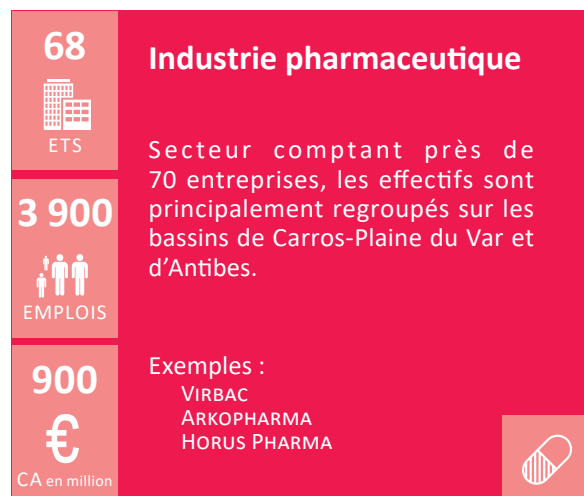 68
ETS
3 900
EMPLOIS
900
€
CA en million
Industrie pharmaceutique
Secteur comptant près de
70 entreprises, les effectifs sont
principalement regroupés sur les
bassins de Carros-Plaine du Var et
d’Antibes.
Exemples :
VIRBAC
ARKOPHARMA
HORUS PHARMA